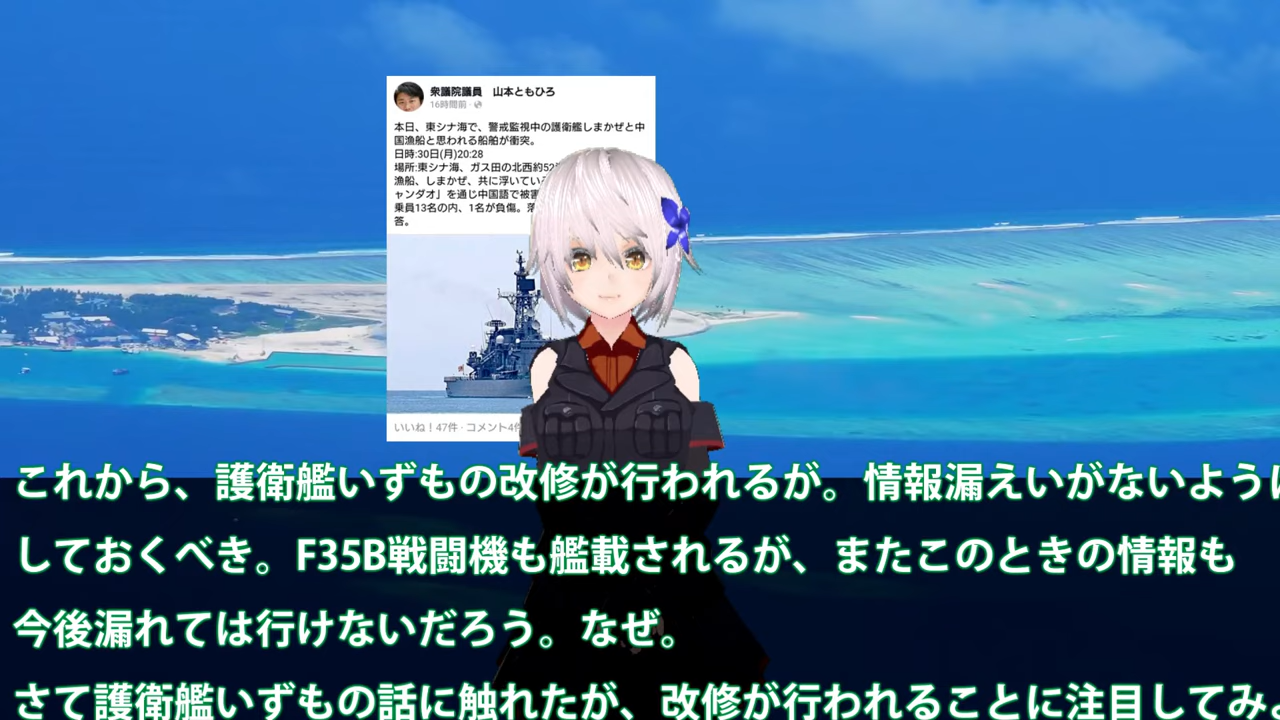 衆議院議員 山本ともひろ
16時間前
本日、東シナ海で、警戒監視中の護衛艦しまかぜと中
国漁船と思われる船舶が衝突。
日時:30日(月)20:28
場所:東シナ海、ガス田の北西約52
漁船、しまかぜ、共に浮いてい
ャンダオ」を通じ中国語で被害
乗員13名の内、1名が負傷。
答。
いいね！47件・コメント4件
これから、護衛艦いずもの改修が行われるが。情報漏えいがないように
しておくべき。F35B戦闘機も艦載されるが、またこのときの情報も
今後漏れては行けないだろう。なぜ。
さて護衛艦いずもの話に触れたが、改修が行われることに注目してみ